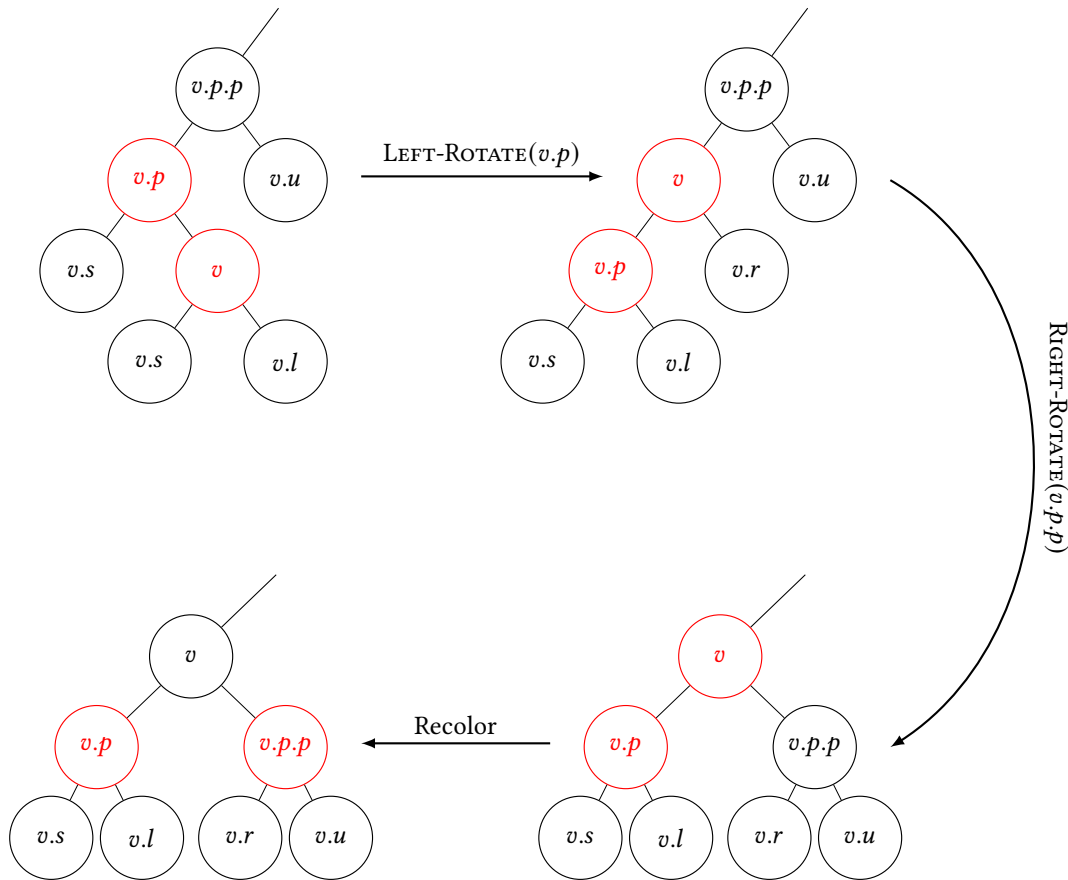 v.p.p
v.p
v.u
v.s
v
v.s
v.l
LEFT-ROTATE(v.p)
v.p.p
v
v.u
v.p
v.r
v.s
v.l
RIGHT-ROTATE(v.p.p)
v
v.p
v.p.p
v.s
v.l
v.r
v.u
Recolor
v
v.p
v.p.p
v.s
v.l
v.r
v.u